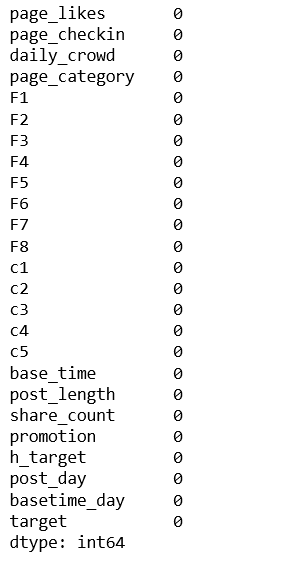 page_likes 0
page_checkin 0
daily_crowd 0
page_category 0
F1 0
F2 0
F3 0
F4 0
F5 0
F6 0
F7 0
F8 0
c1 0
c2 0
c3 0
c4 0
c5 0
base_time 0
post_length 0
share_count 0
promotion 0
h_target 0
post_day 0
basetime_day 0
target 0
dtype: int64